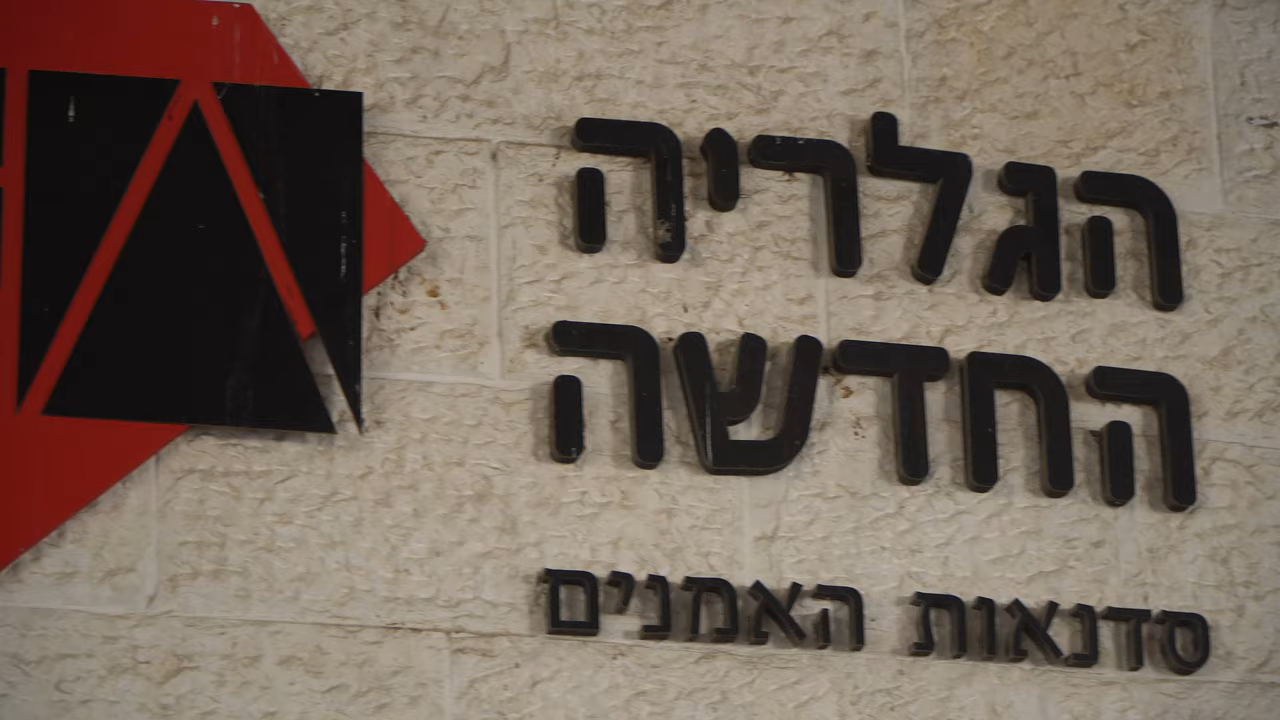 הגלריה
החדשה
סדנאות האמנים